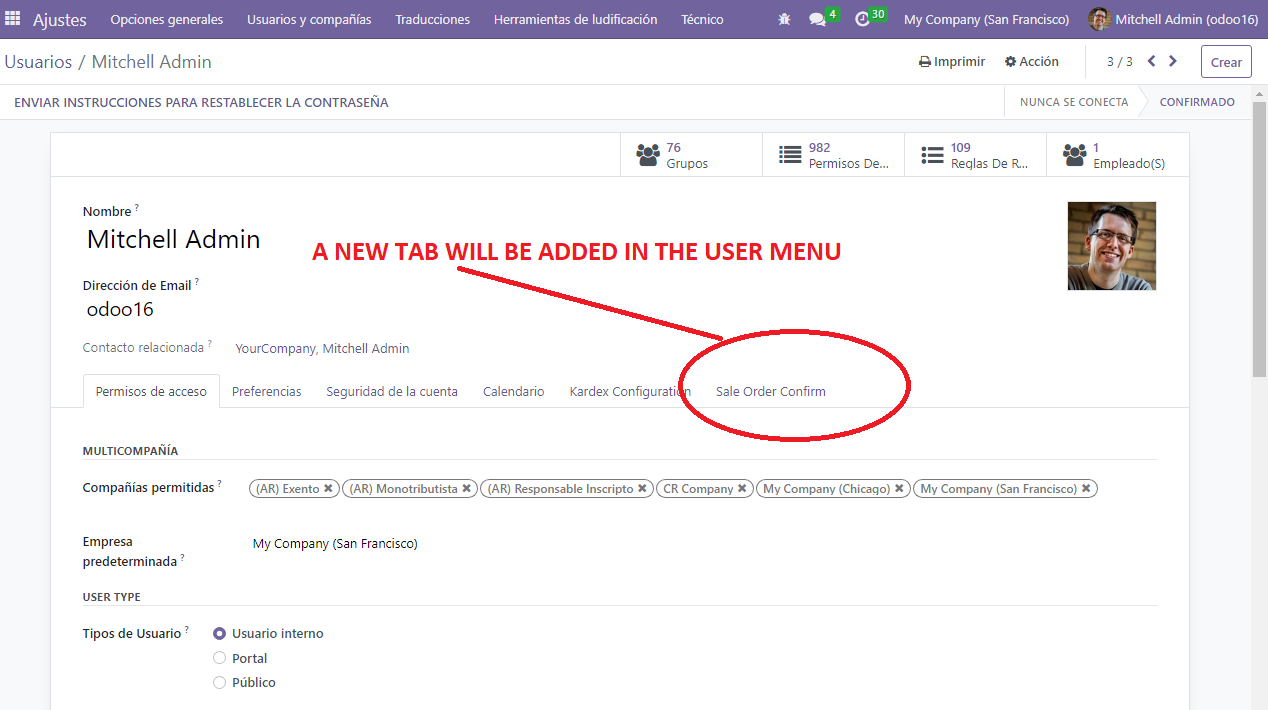 Ajustes Opciones generales Usuarios y compañías Traducciones Herramientas de ludificación Técnico 4 30 My Company (San Francisco) Mitchell Admin (odoo16)
Usuarios / Mitchell Admin Imprimir Acción 3 / 3 Crear
ENVIAR INSTRUCCIONES PARA RESTABLECER LA CONTRASEÑA NUNCA SE CONECTA CONFIRMADO
76 982 109 1
Grupos Permisos De... Reglas De R... Empleado(S)
Nombre ?
Mitchell Admin
A NEW TAB WILL BE ADDED IN THE USER MENU
Dirección de Email ?
odoo16
Contacto relacionada ? YourCompany, Mitchell Admin
Permisos de acceso Preferencias Seguridad de la cuenta Calendario Kardex Configuration Sale Order Confirm
MULTICOMPAÑÍA
Compañías permitidas ? (AR) Exento ✖ (AR) Monotributista ✖ (AR) Responsable Inscripto ✖ CR Company ✖ My Company (Chicago) ✖ My Company (San Francisco) ✖
Empresa
predeterminada ? My Company (San Francisco)
USER TYPE
Tipos de Usuario ? Usuario interno
Portal
Público